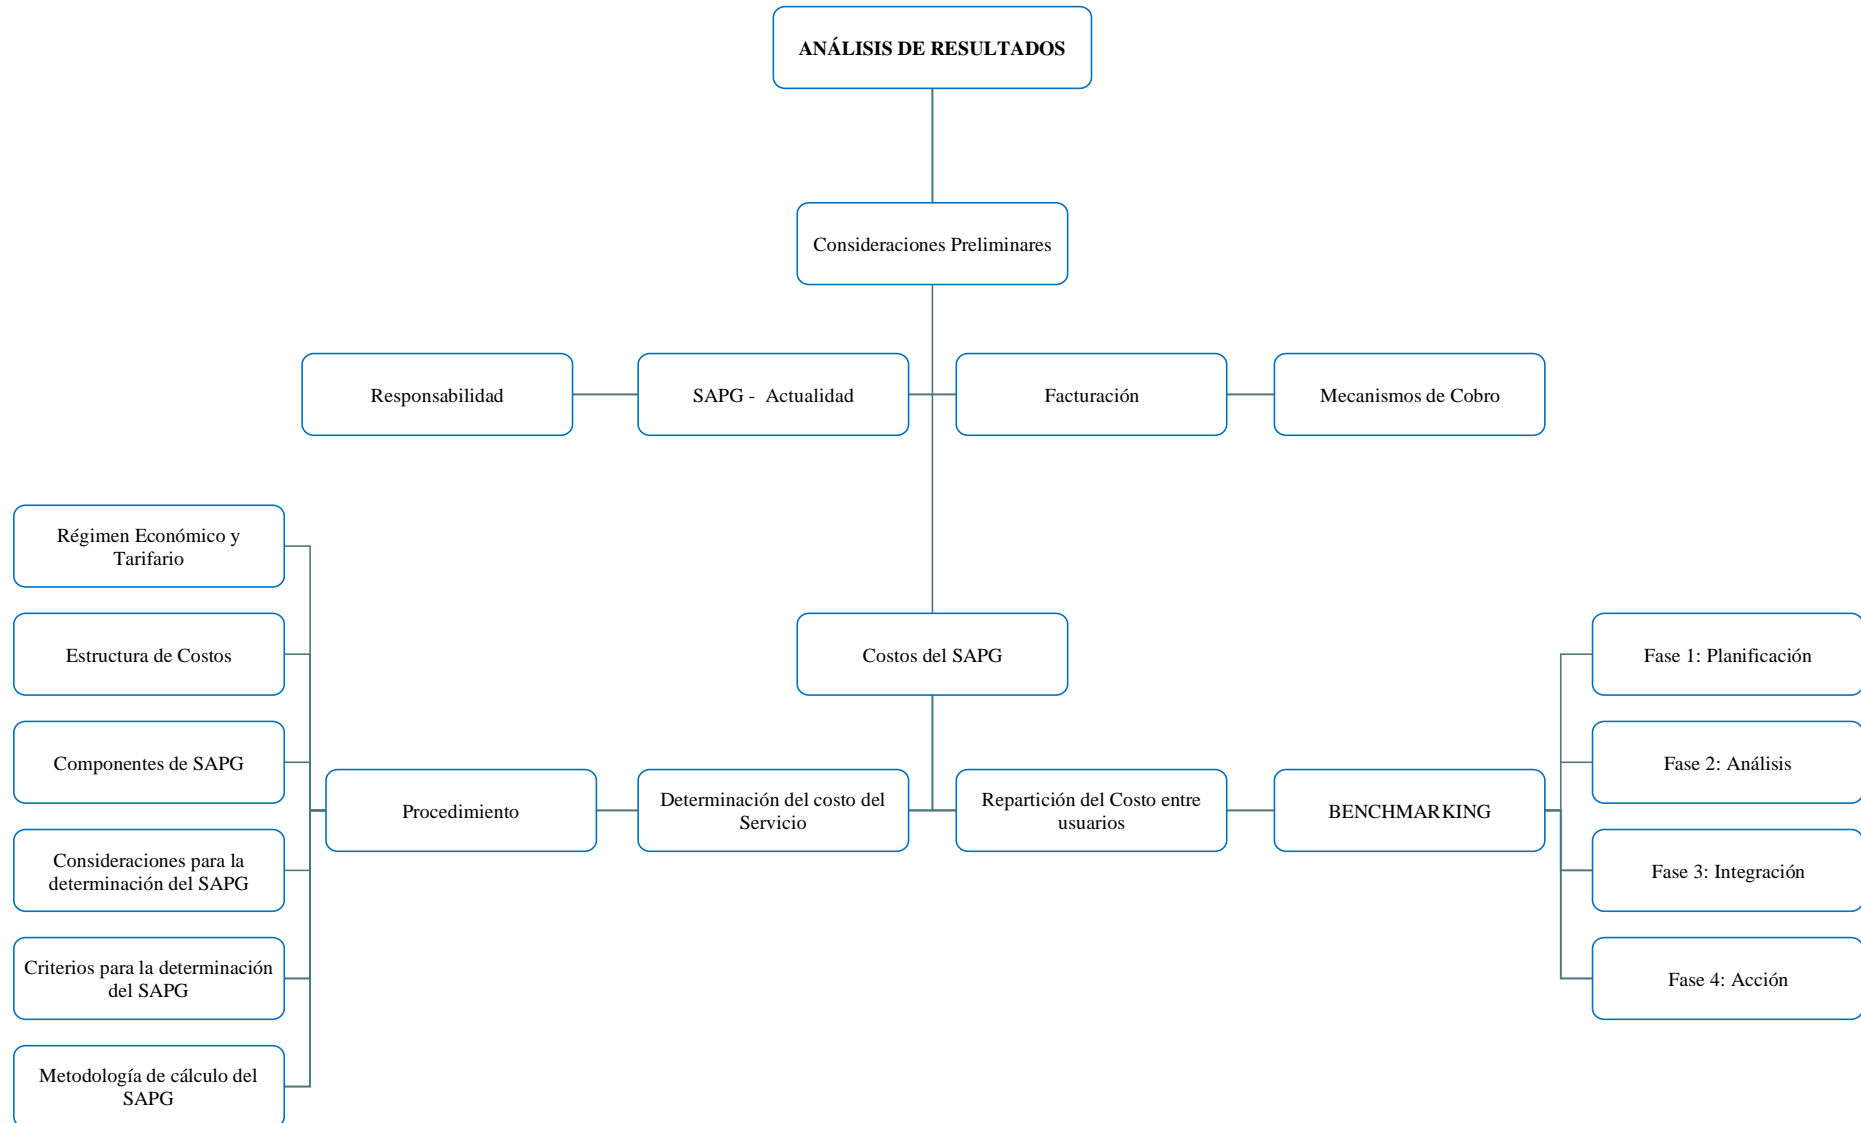 ANÁLISIS DE RESULTADOS
Consideraciones Preliminares
Responsabilidad
SAPG - Actualidad
Facturación
Mecanismos de Cobro
Régimen Económico y
Tarifario
Estructura de Costos
Componentes de SAPG
Consideraciones para la
determinación del SAPG
Criterios para la determinación
del SAPG
Metodología de cálculo del
SAPG
Procedimiento
Costos del SAPG
Determinación del costo del
Servicio
Repartición del Costo entre
usuarios
BENCHMARKING
Fase 1: Planificación
Fase 2: Análisis
Fase 3: Integración
Fase 4: Acción